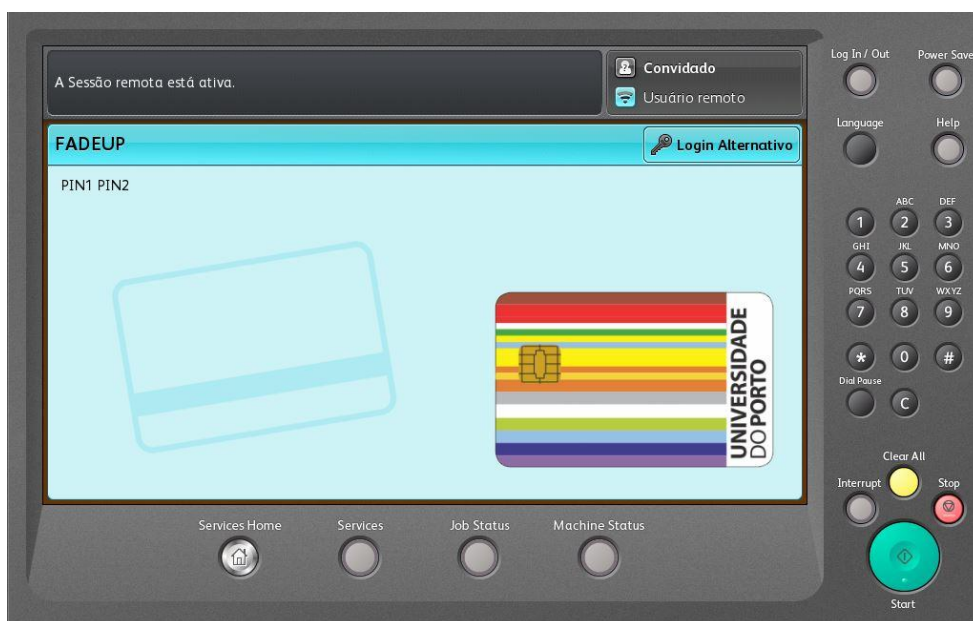 A Sessão remota está ativa.
Convidado
Usuário remoto
FADEUP
Login Alternativo
PIN1 PIN2
UNIVERSIDADE
DO PORTO
Services Home
Services
Job Status
Machine Status
Log In / Out
Power Save
Language
Help
ABC
DEF
1
2
3
GHI
JKL
MNO
4
5
6
PQRS
TUV
WXYZ
7
8
9
*
0
#
Dial Pause
C
Clear All
Interrupt
Stop
Start